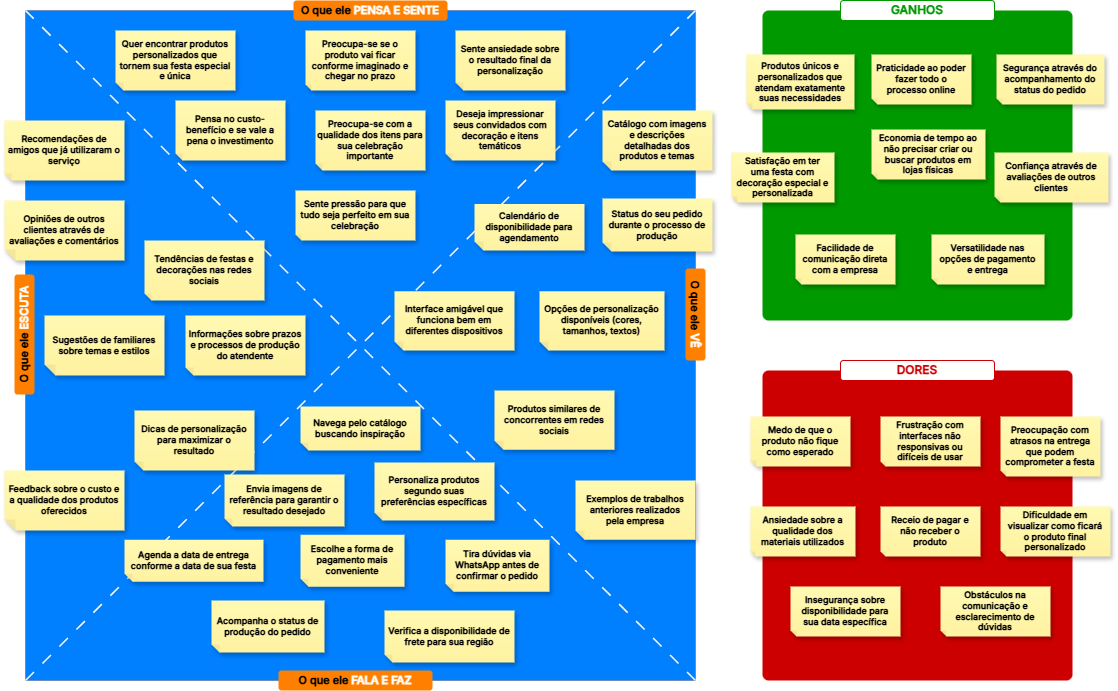 O que ele PENSA E SENTE
Quer encontrar produtos
personalizados que
tornem sua festa especial
e única
Preocupa-se se o
produto vai ficar
conforme imaginado e
chegar no prazo
Sente ansiedade sobre
o resultado final da
personalização
Pensa no custo-
benefício e se vale a
pena o investimento
Preocupa-se com a
qualidade dos itens para
sua celebração
importante
Deseja impressionar
seus convidados com
decoração e itens
temáticos
Sente pressão para que
tudo seja perfeito em sua
celebração
O que ele ESCUTA
Recomendações de
amigos que já utilizaram o
serviço
Opiniões de outros
clientes através de
avaliações e comentários
Tendências de festas e
decorações nas redes
sociais
Sugestões de familiares
sobre temas e estilos
Informações sobre prazos
e processos de produção
do atendente
Dicas de personalização
para maximizar o
resultado
Feedback sobre o custo e
a qualidade dos produtos
oferecidos
O que ele VÊ
Catálogo com imagens
e descrições
detalhadas dos
produtos e temas
Calendário de
disponibilidade para
agendamento
Status do seu pedido
durante o processo de
produção
Interface amigável que
funciona bem em
diferentes dispositivos
Opções de personalização
disponíveis (cores,
tamanhos, textos)
Produtos similares de
concorrentes em redes
sociais
Exemplos de trabalhos
anteriores realizados
pela empresa
Navega pelo catálogo
buscando inspiração
Envia imagens de
referência para garantir o
resultado desejado
Personaliza produtos
segundo suas
preferências específicas
Agenda a data de entrega
conforme a data de sua festa
Escolhe a forma de
pagamento mais
conveniente
Tira dúvidas via
WhatsApp antes de
confirmar o pedido
Acompanha o status de
produção do pedido
Verifica a disponibilidade de
frete para sua região
O que ele FALA E FAZ
GANHOS
Produtos únicos e
personalizados que
atendam exatamente
suas necessidades
Praticidade ao poder
fazer todo o
processo online
Segurança através do
acompanhamento do
status do pedido
Satisfação em ter
uma festa com
decoração especial e
personalizada
Economia de tempo ao
não precisar criar ou
buscar produtos em
lojas físicas
Confiança através de
avaliações de outros
clientes
Facilidade de
comunicação direta
com a empresa
Versatilidade nas
opções de pagamento
e entrega
DORES
Medo de que o
produto não fique
como esperado
Frustração com
interfaces não
responsivas ou
difíceis de usar
Preocupação com
atrasos na entrega
que podem
comprometer a festa
Ansiedade sobre a
qualidade dos
materiais utilizados
Receio de pagar e
não receber o
produto
Dificuldade em
visualizar como ficará
o produto final
personalizado
Insegurança sobre
disponibilidade para
sua data específica
Obstáculos na
comunicação e
esclarecimento de
dúvidas